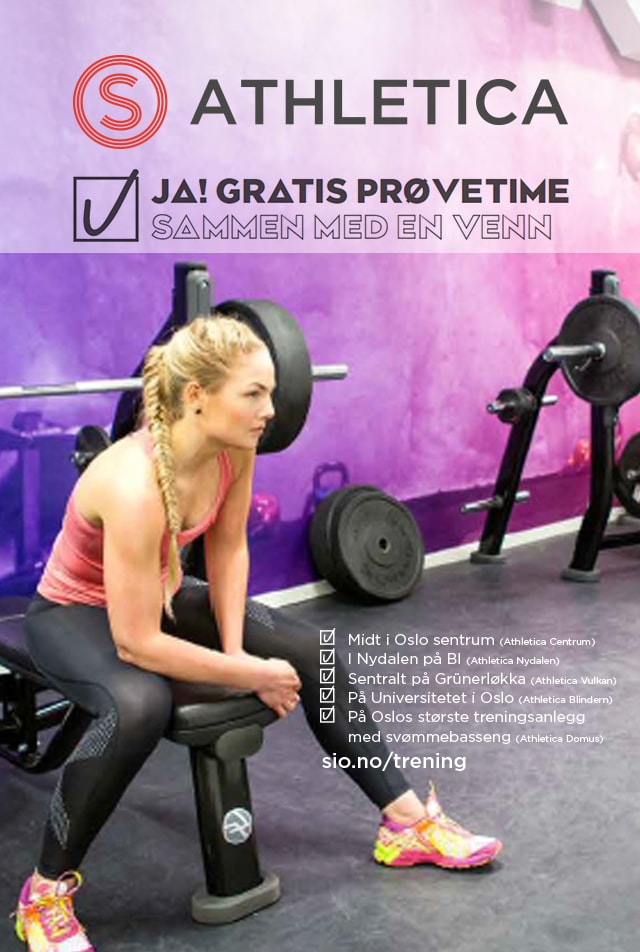 S ATHLETICA
JA! GRATIS PRØVETIME
SAMMEN MED EN VENN
Midt i Oslo sentrum (Athletica Centrum)
I Nydalen på BI (Athletica Nydalen)
Sentralt på Grünerløkka (Athletica Vulkan)
På Universitetet i Oslo (Athletica Blindern)
På Oslos største treningsanlegg
med svømmebasseng (Athletica Domus)
sio.no/trening